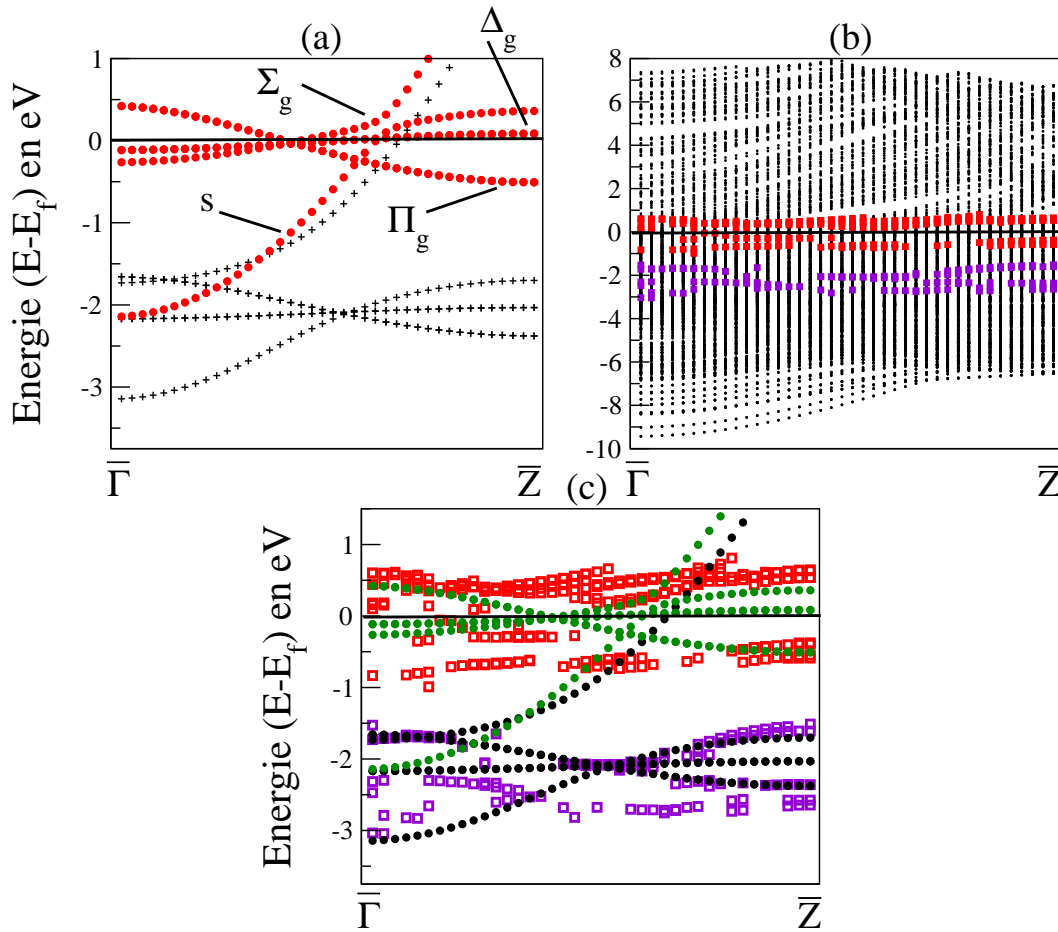 (a)
Δg
(b)
Energie (E-Ef) en eV
1
0
-1
-2
-3
Σg
s
Πg
Γ̅
Z̅
8
6
4
2
0
-2
-4
-6
-8
-10
Γ̅
Z̅
(c)
Energie (E-Ef) en eV
1
0
-1
-2
-3
Γ̅
Z̅